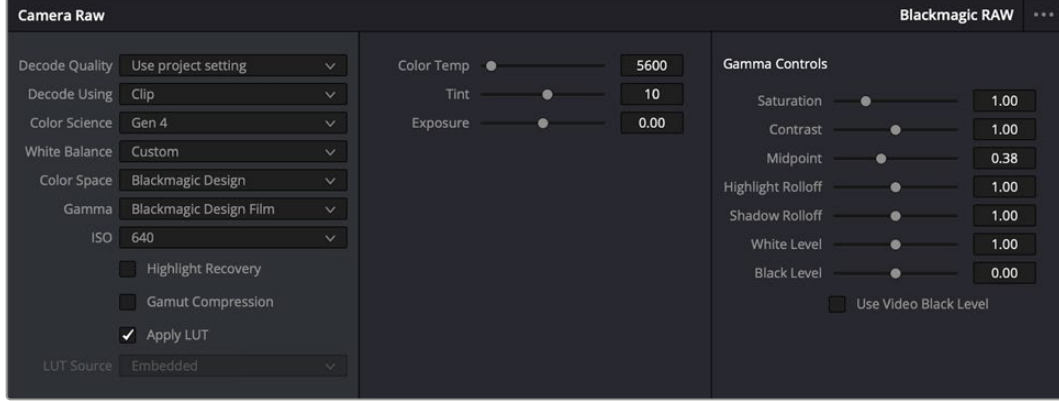 Camera Raw
Blackmagic RAW
Decode Quality Use project setting
Decode Using Clip
Color Science Gen 4
White Balance Custom
Color Space Blackmagic Design
Gamma Blackmagic Design Film
ISO 640
Highlight Recovery
Gamut Compression
Apply LUT
LUT Source Embedded
Color Temp 5600
Tint 10
Exposure 0.00
Gamma Controls
Saturation 1.00
Contrast 1.00
Midpoint 0.38
Highlight Rolloff 1.00
Shadow Rolloff 1.00
White Level 1.00
Black Level 0.00
Use Video Black Level